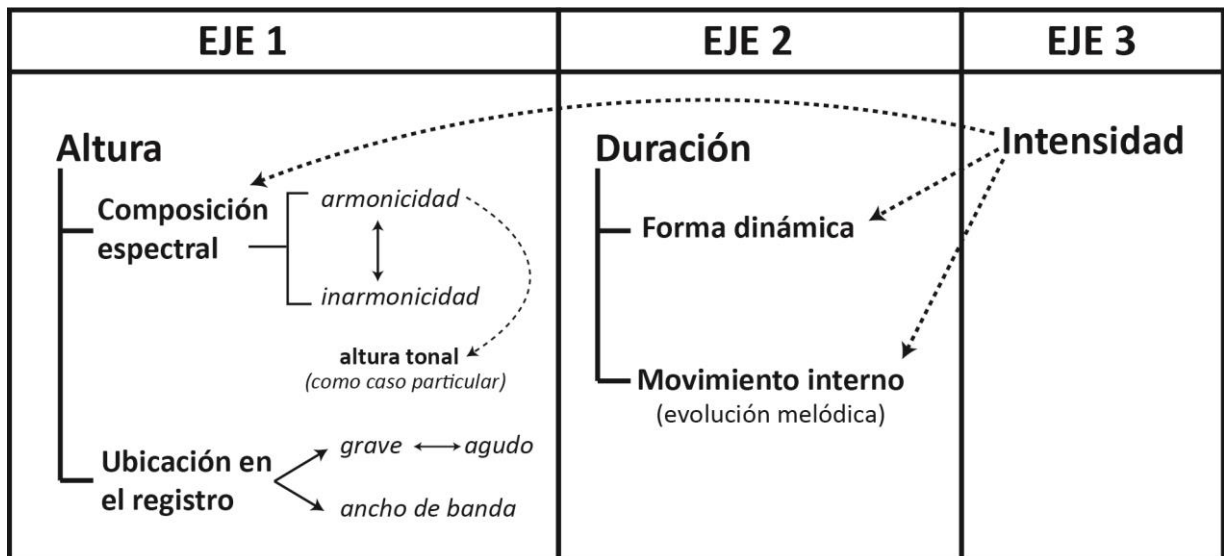 EJE 1
EJE 2
EJE 3
Altura
Composición
espectral
armonicidad
inarmonicidad
altura tonal
(como caso particular)
Ubicación en
el registro
grave
agudo
ancho de banda
Duración
Forma dinámica
Movimiento interno
(evolución melódica)
Intensidad